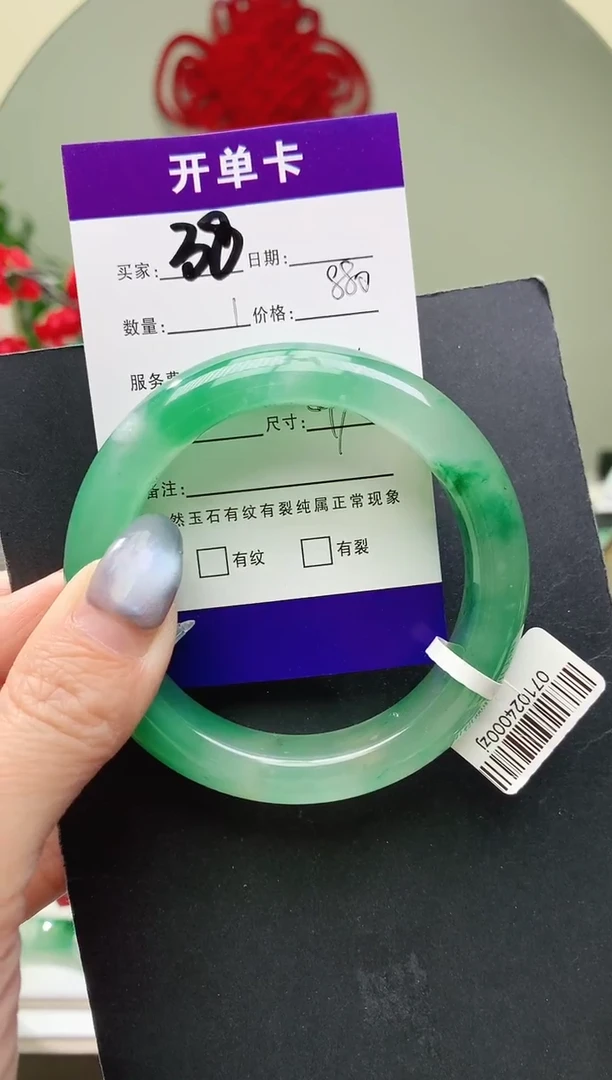 开单卡
买家: 38 日期:
数量: 1 价格: 880
服务费
尺寸:
备注:
然玉石有纹有裂纯属正常现象
有纹 有裂
071024000zj